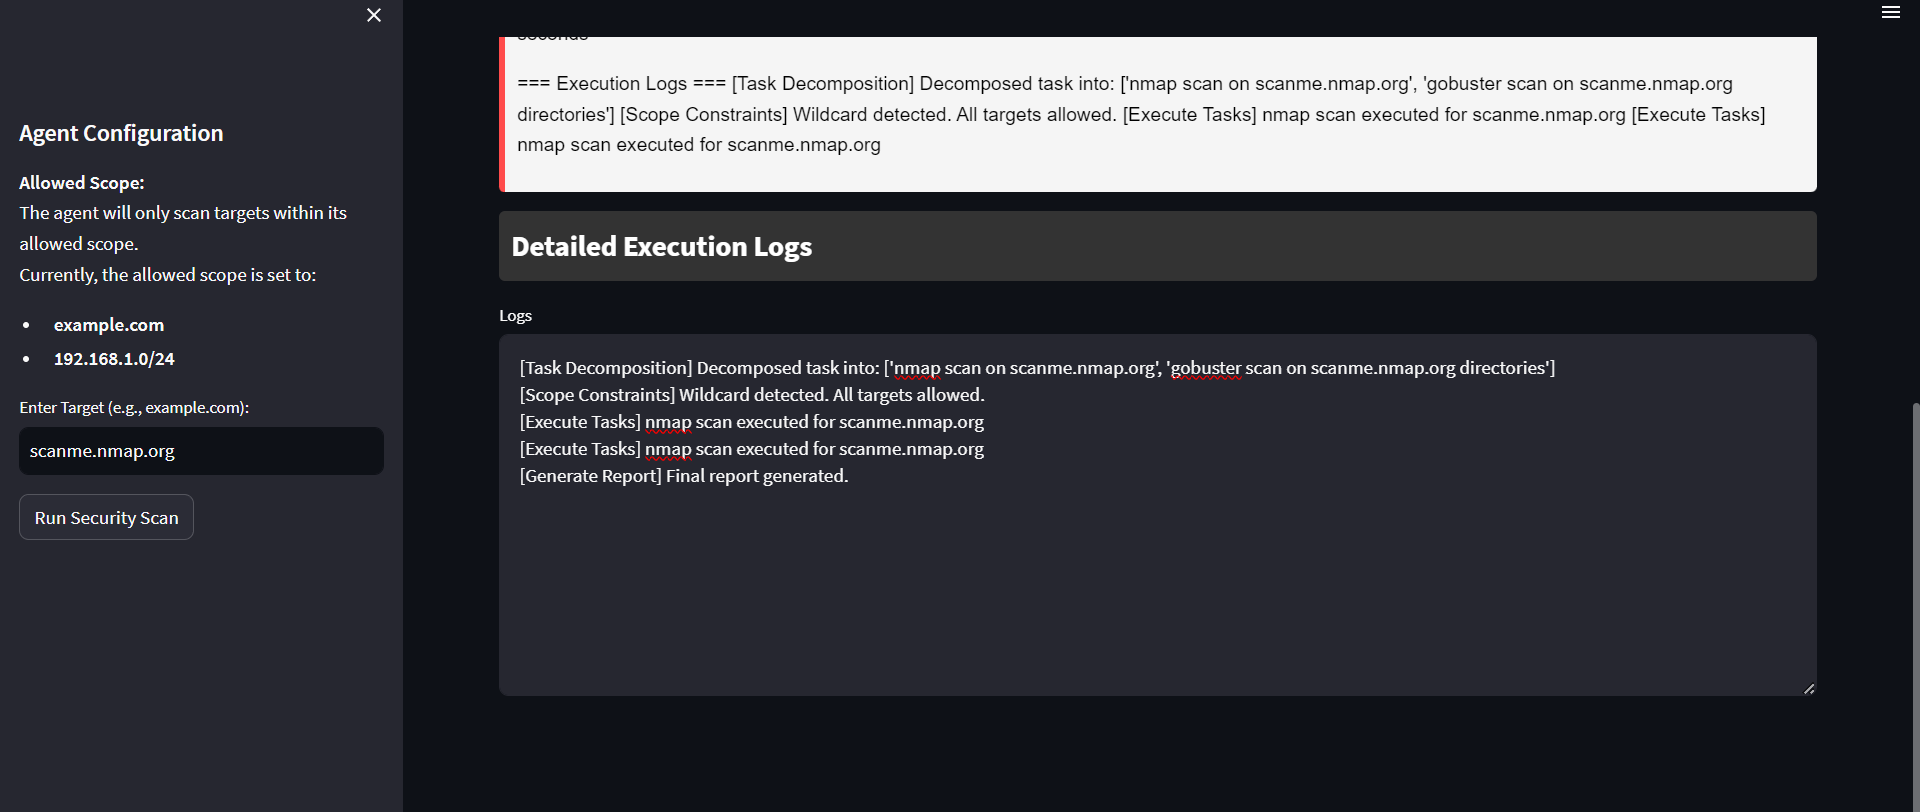 Agent Configuration
Allowed Scope:
The agent will only scan targets within its
allowed scope.
Currently, the allowed scope is set to:
• example.com
• 192.168.1.0/24
Enter Target (e.g., example.com):
scanme.nmap.org
Run Security Scan
seconds
=== Execution Logs === [Task Decomposition] Decomposed task into: ['nmap scan on scanme.nmap.org', 'gobuster scan on scanme.nmap.org
directories'] [Scope Constraints] Wildcard detected. All targets allowed. [Execute Tasks] nmap scan executed for scanme.nmap.org [Execute Tasks]
nmap scan executed for scanme.nmap.org
Detailed Execution Logs
Logs
[Task Decomposition] Decomposed task into: ['nmap scan on scanme.nmap.org', 'gobuster scan on scanme.nmap.org directories']
[Scope Constraints] Wildcard detected. All targets allowed.
[Execute Tasks] nmap scan executed for scanme.nmap.org
[Execute Tasks] nmap scan executed for scanme.nmap.org
[Generate Report] Final report generated.